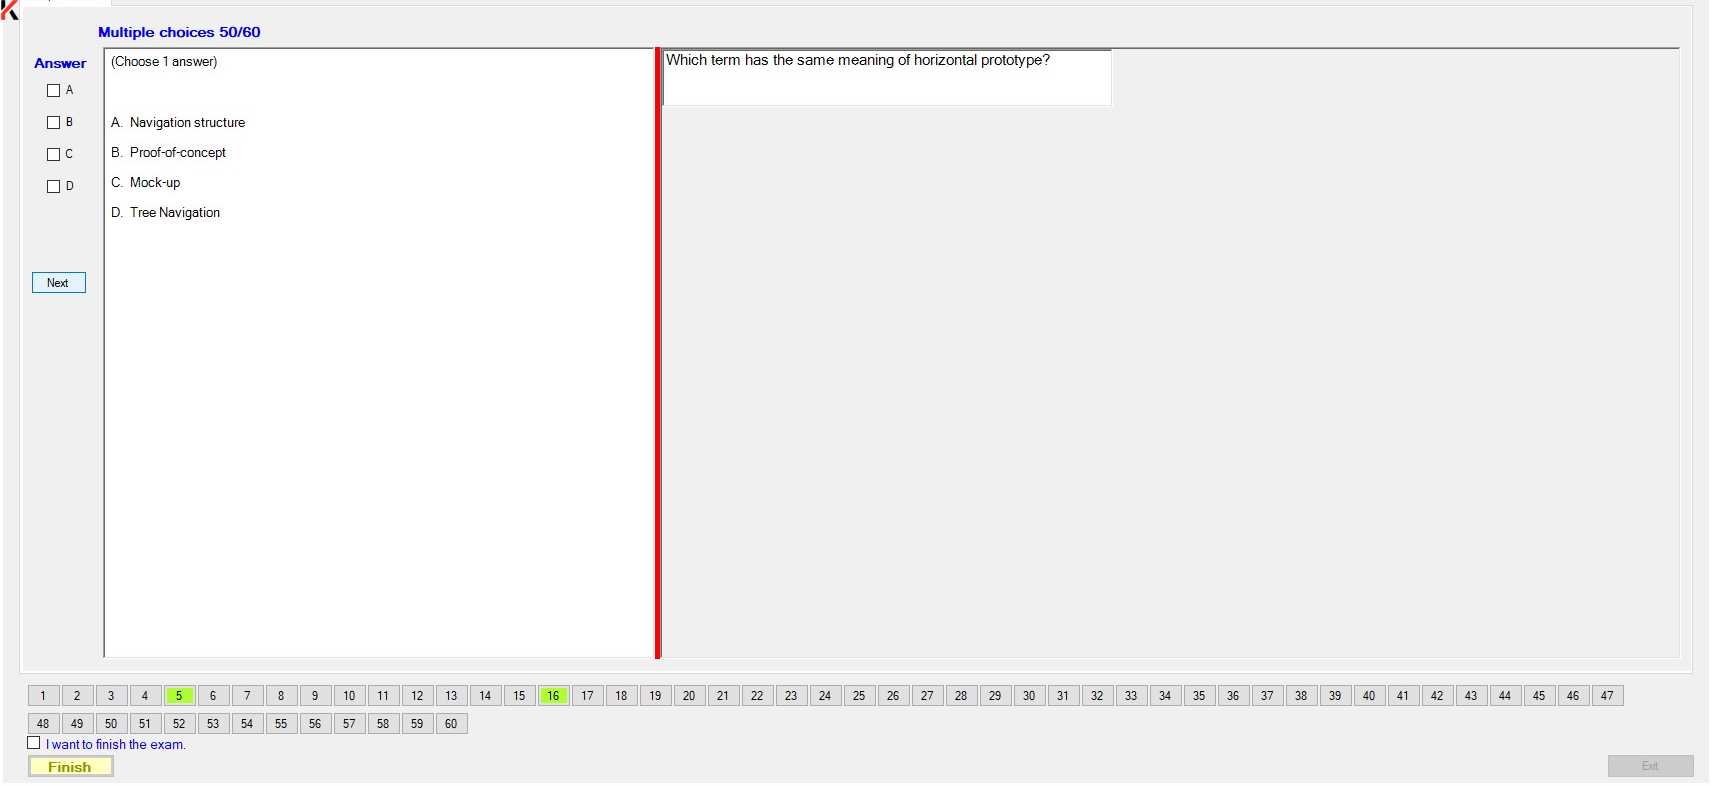 Multiple choices 50/60
Answer
A
B
C
D
Next
(Choose 1 answer)
A. Navigation structure
B. Proof-of-concept
C. Mock-up
D. Tree Navigation
Which term has the same meaning of horizontal prototype?
1 2 3 4 5 6 7 8 9 10 11 12 13 14 15 16 17 18 19 20 21 22 23 24 25 26 27 28 29 30 31 32 33 34 35 36 37 38 39 40 41 42 43 44 45 46 47
48 49 50 51 52 53 54 55 56 57 58 59 60
I want to finish the exam.
Finish
Exit